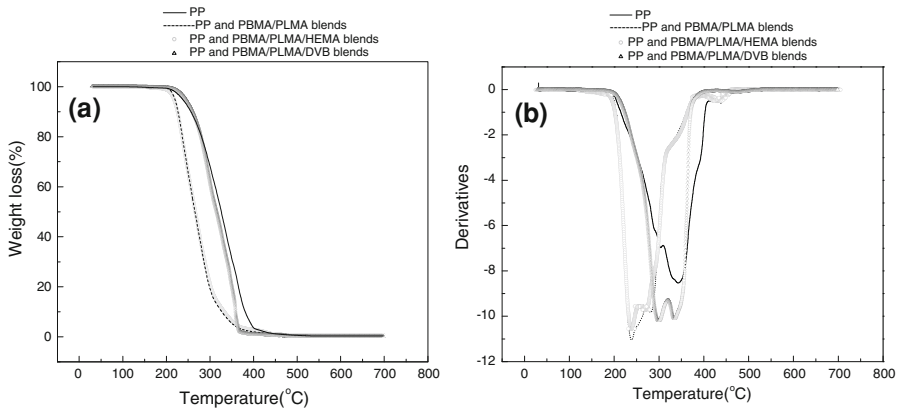 PP
PP and PBMA/PLMA blends
PP and PBMA/PLMA/HEMA blends
PP and PBMA/PLMA/DVB blends
(a)
Weight loss(%)
100
80
60
40
20
0
0 100 200 300 400 500 600 700 800
Temperature(°C)
PP
PP and PBMA/PLMA blends
PP and PBMA/PLMA/HEMA blends
PP and PBMA/PLMA/DVB blends
(b)
Derivatives
0
-2
-4
-6
-8
-10
-12
0 100 200 300 400 500 600 700 800
Temperature(°C)